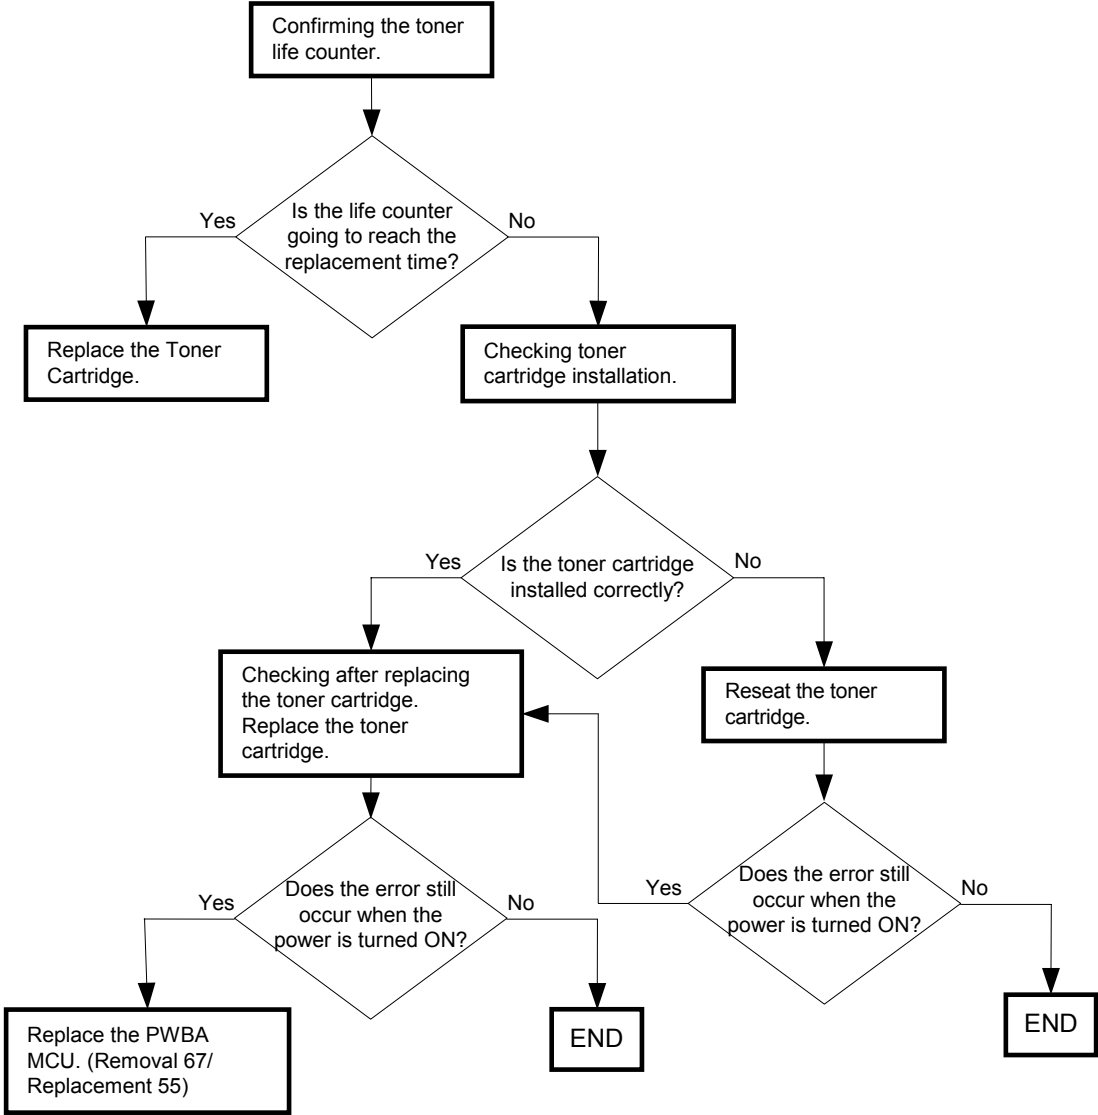 Confirming the toner
life counter.
Is the life counter
going to reach the
replacement time?
Yes
No
Replace the Toner
Cartridge.
Checking toner
cartridge installation.
Is the toner cartridge
installed correctly?
Yes
No
Checking after replacing
the toner cartridge.
Replace the toner
cartridge.
Reseat the toner
cartridge.
Does the error still
occur when the
power is turned ON?
Yes
No
Does the error still
occur when the
power is turned ON?
Yes
No
Replace the PWBA
MCU. (Removal 67/
Replacement 55)
END
END